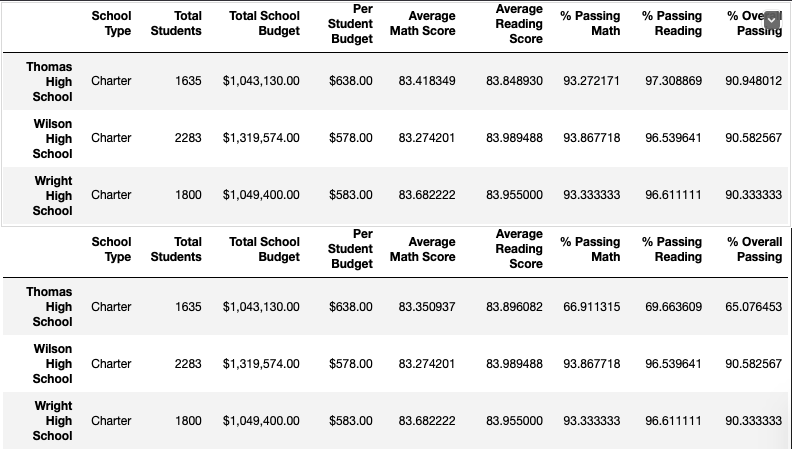 School Type Total Students Total School Budget Per Student Budget Average Math Score Average Reading Score % Passing Math % Passing Reading % Overall Passing
Thomas High School Charter 1635 $1,043,130.00 $638.00 83.418349 83.848930 93.272171 97.308869 90.948012
Wilson High School Charter 2283 $1,319,574.00 $578.00 83.274201 83.989488 93.867718 96.539641 90.582567
Wright High School Charter 1800 $1,049,400.00 $583.00 83.682222 83.955000 93.333333 96.611111 90.333333
School Type Total Students Total School Budget Per Student Budget Average Math Score Average Reading Score % Passing Math % Passing Reading % Overall Passing
Thomas High School Charter 1635 $1,043,130.00 $638.00 83.350937 83.896082 66.911315 69.663609 65.076453
Wilson High School Charter 2283 $1,319,574.00 $578.00 83.274201 83.989488 93.867718 96.539641 90.582567
Wright High School Charter 1800 $1,049,400.00 $583.00 83.682222 83.955000 93.333333 96.611111 90.333333